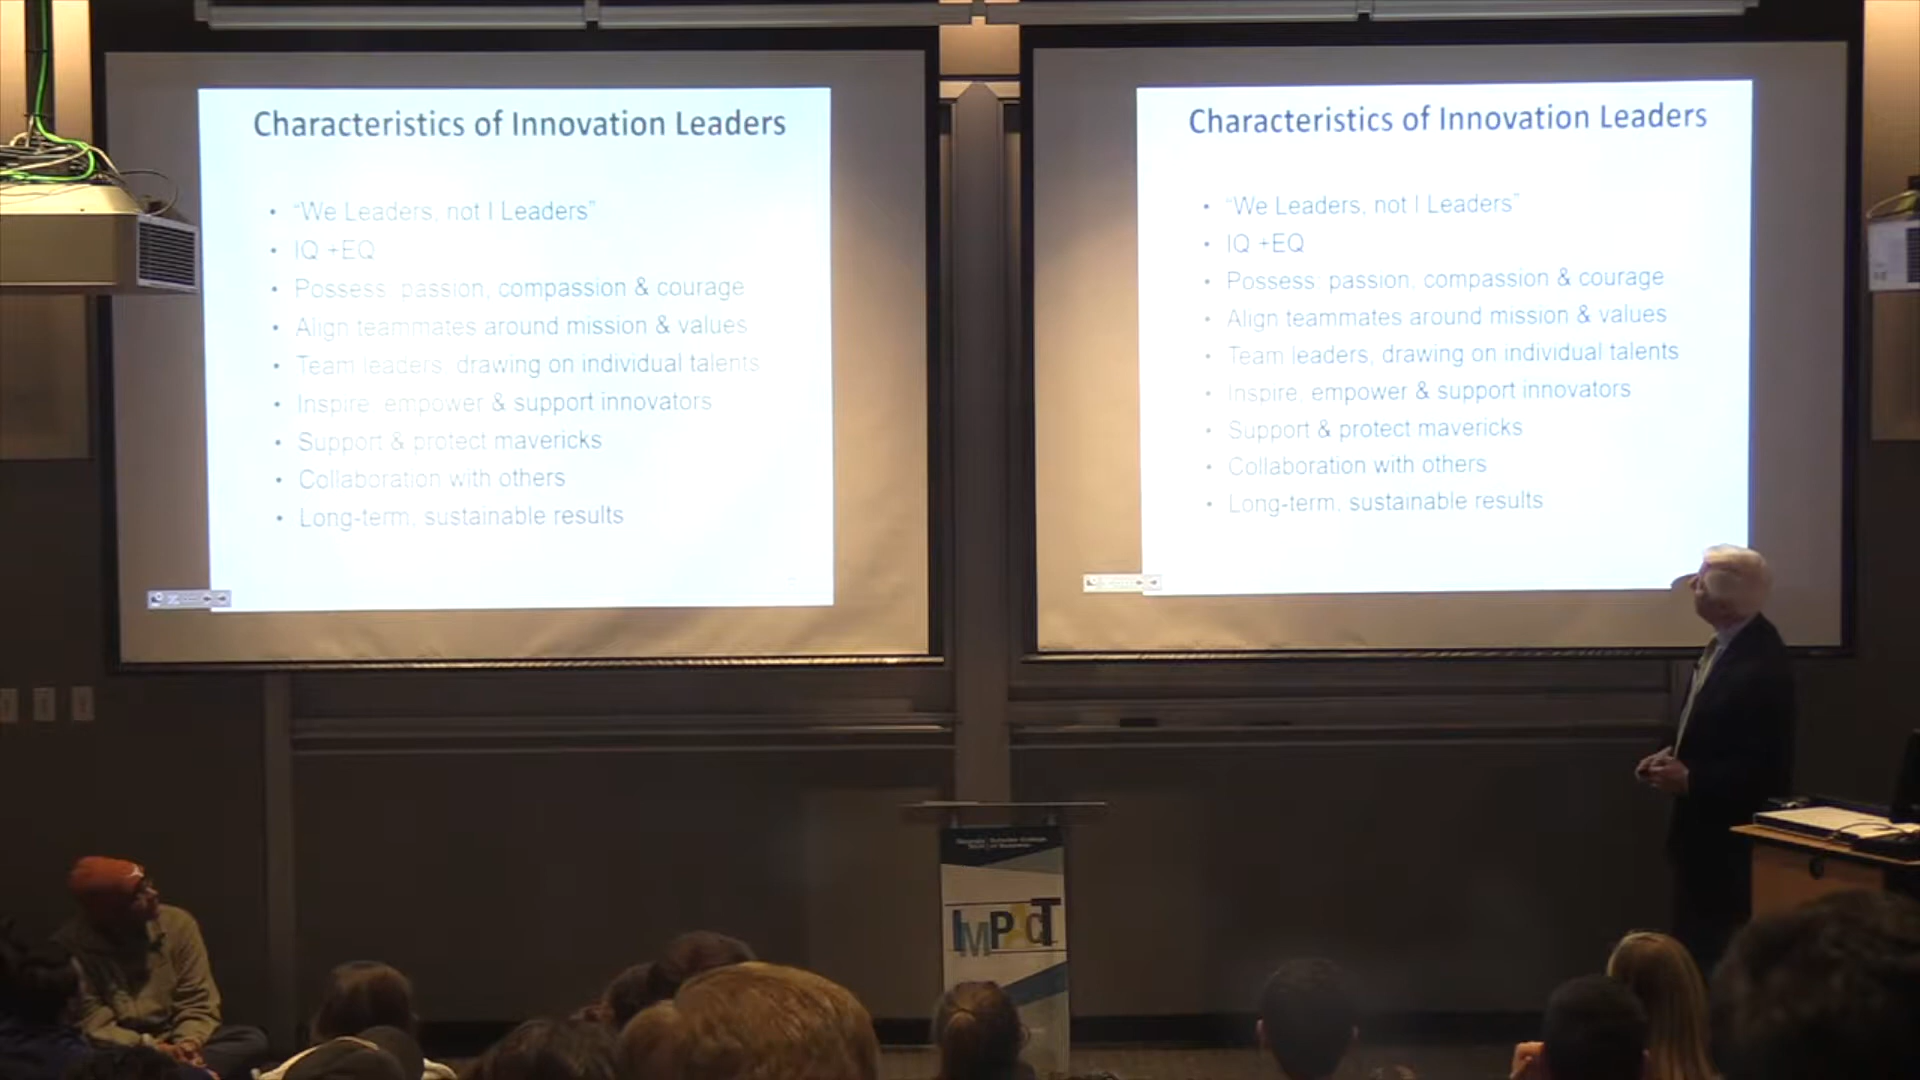 Characteristics of Innovation Leaders
• “We Leaders, not I Leaders”
• IQ +EQ
• Possess: passion, compassion & courage
• Align teammates around mission & values
• Team leaders, drawing on individual talents
• Inspire, empower & support innovators
• Support & protect mavericks
• Collaboration with others
• Long-term, sustainable results
Characteristics of Innovation Leaders
• “We Leaders, not I Leaders”
• IQ +EQ
• Possess: passion, compassion & courage
• Align teammates around mission & values
• Team leaders, drawing on individual talents
• Inspire, empower & support innovators
• Support & protect mavericks
• Collaboration with others
• Long-term, sustainable results
IMPACT